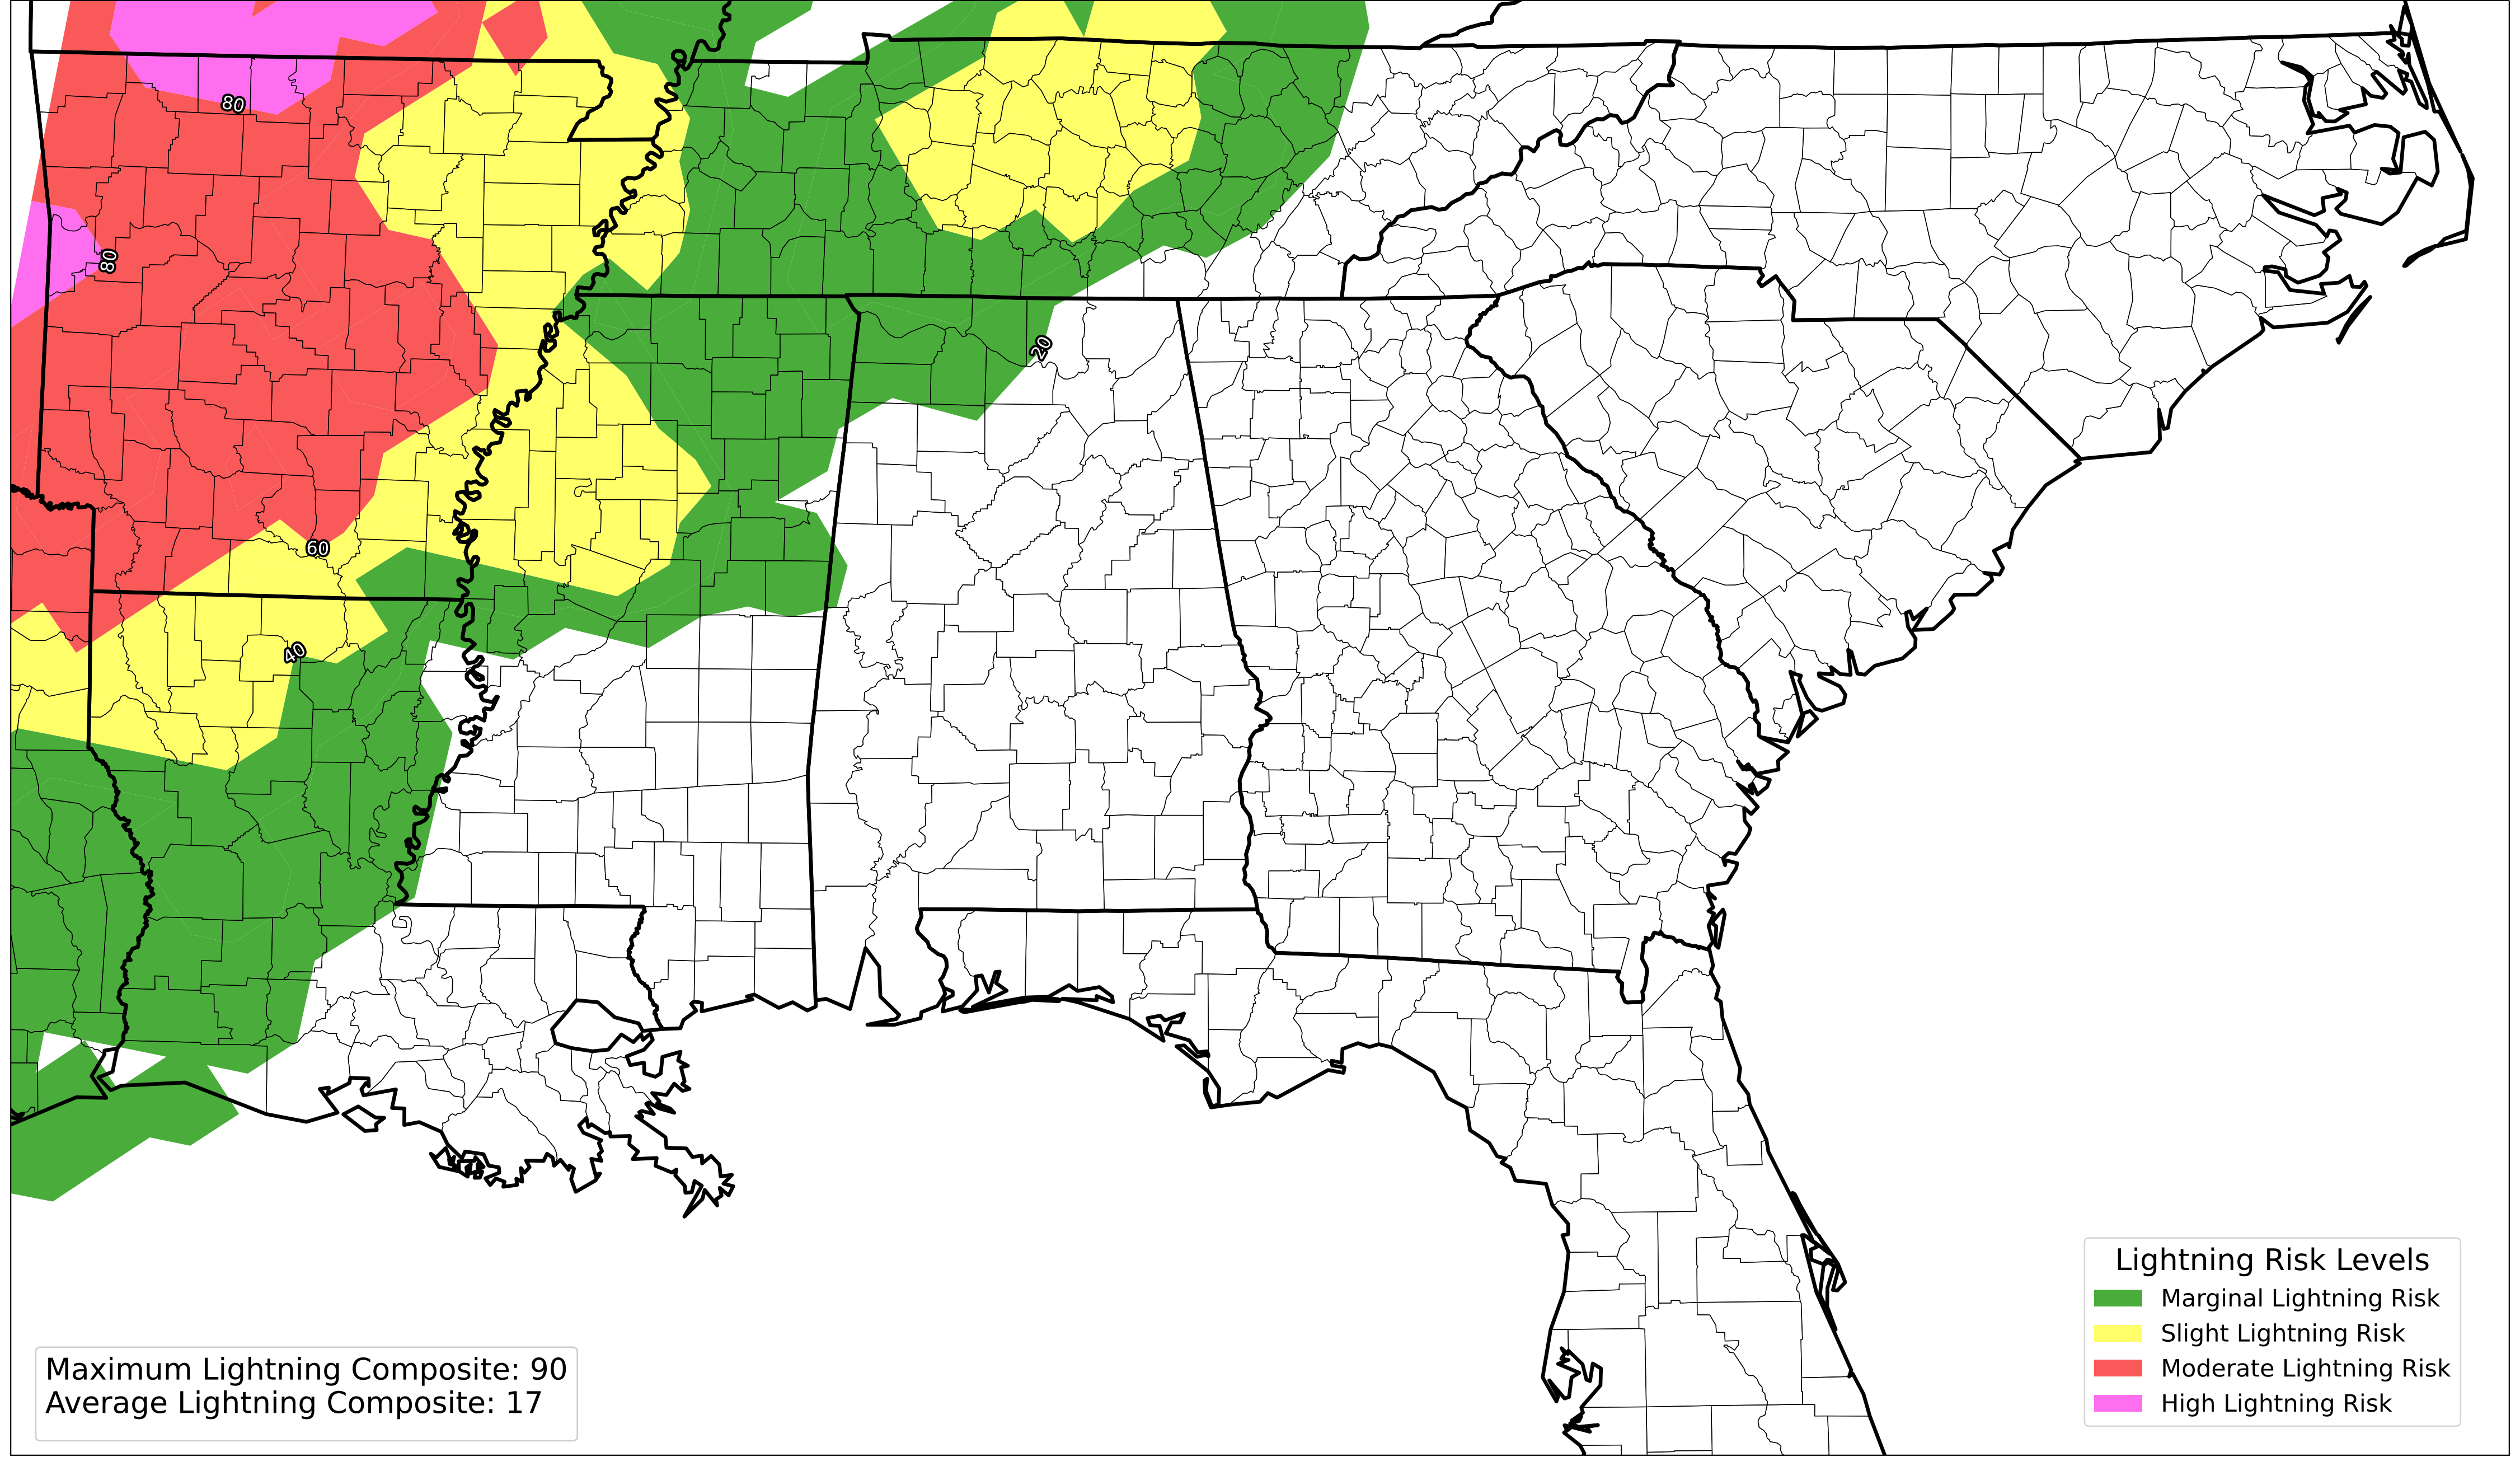 80
80
20
60
40
Lightning Risk Levels
Marginal Lightning Risk
Slight Lightning Risk
Moderate Lightning Risk
High Lightning Risk
Maximum Lightning Composite: 90
Average Lightning Composite: 17